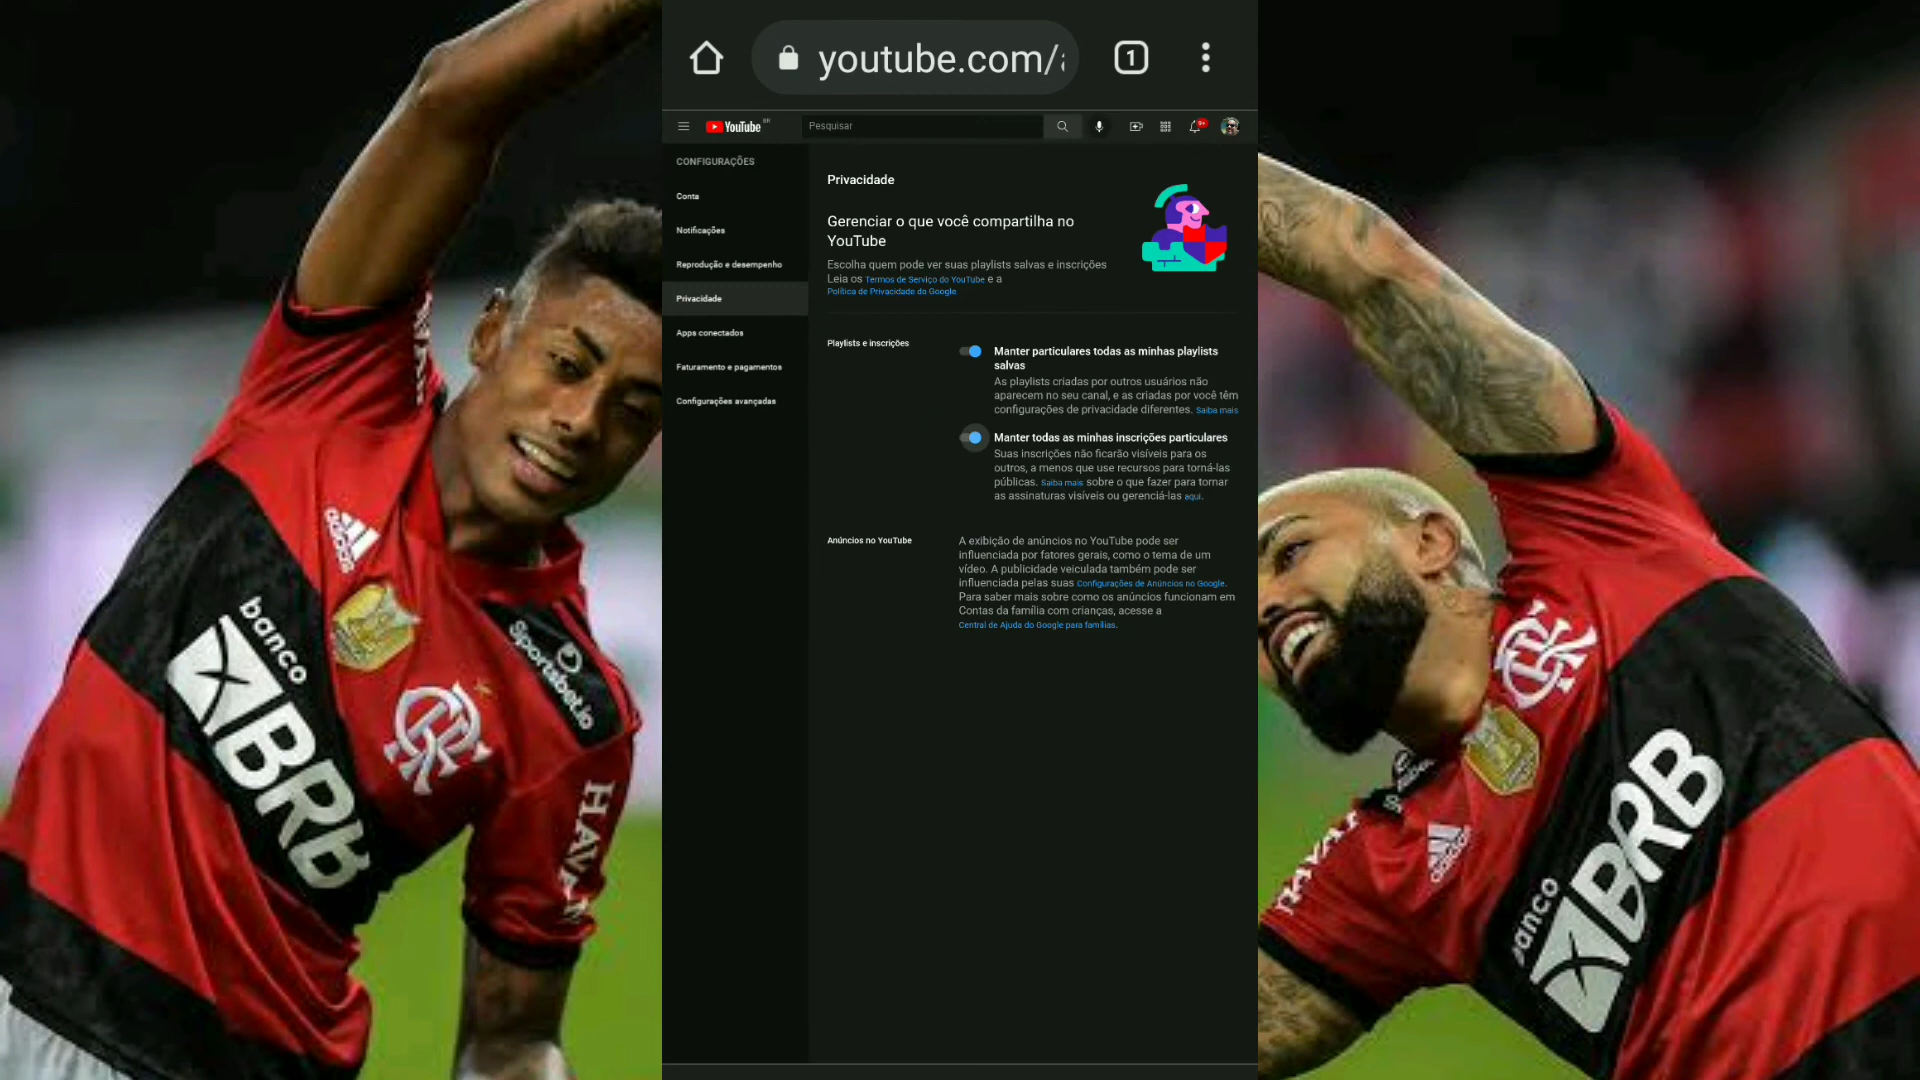 youtube.com/
1
YouTube BR
Pesquisar
9+
CONFIGURAÇÕES
Conta
Notificações
Reprodução e desempenho
Privacidade
Apps conectados
Faturamento e pagamentos
Configurações avançadas
Privacidade
Gerenciar o que você compartilha no
YouTube
Escolha quem pode ver suas playlists salvas e inscrições
Leia os Termos de Serviço do YouTube e a
Política de Privacidade do Google
Playlists e inscrições
Manter particulares todas as minhas playlists
salvas
As playlists criadas por outros usuários não
aparecem no seu canal, e as criadas por você têm
configurações de privacidade diferentes. Saiba mais
Manter todas as minhas inscrições particulares
Suas inscrições não ficarão visíveis para os
outros, a menos que use recursos para torná-las
públicas. Saiba mais sobre o que fazer para tornar
as assinaturas visíveis ou gerenciá-las aqui.
Anúncios no YouTube
A exibição de anúncios no YouTube pode ser
influenciada por fatores gerais, como o tema de um
vídeo. A publicidade veiculada também pode ser
influenciada pelas suas Configurações de Anúncios no Google.
Para saber mais sobre como os anúncios funcionam em
Contas da família com crianças, acesse a
Central de Ajuda do Google para famílias.
adidas
banco
BRB
Sportsbet.io
HAVAN
CRF
CRF
adidas
banco
BRB